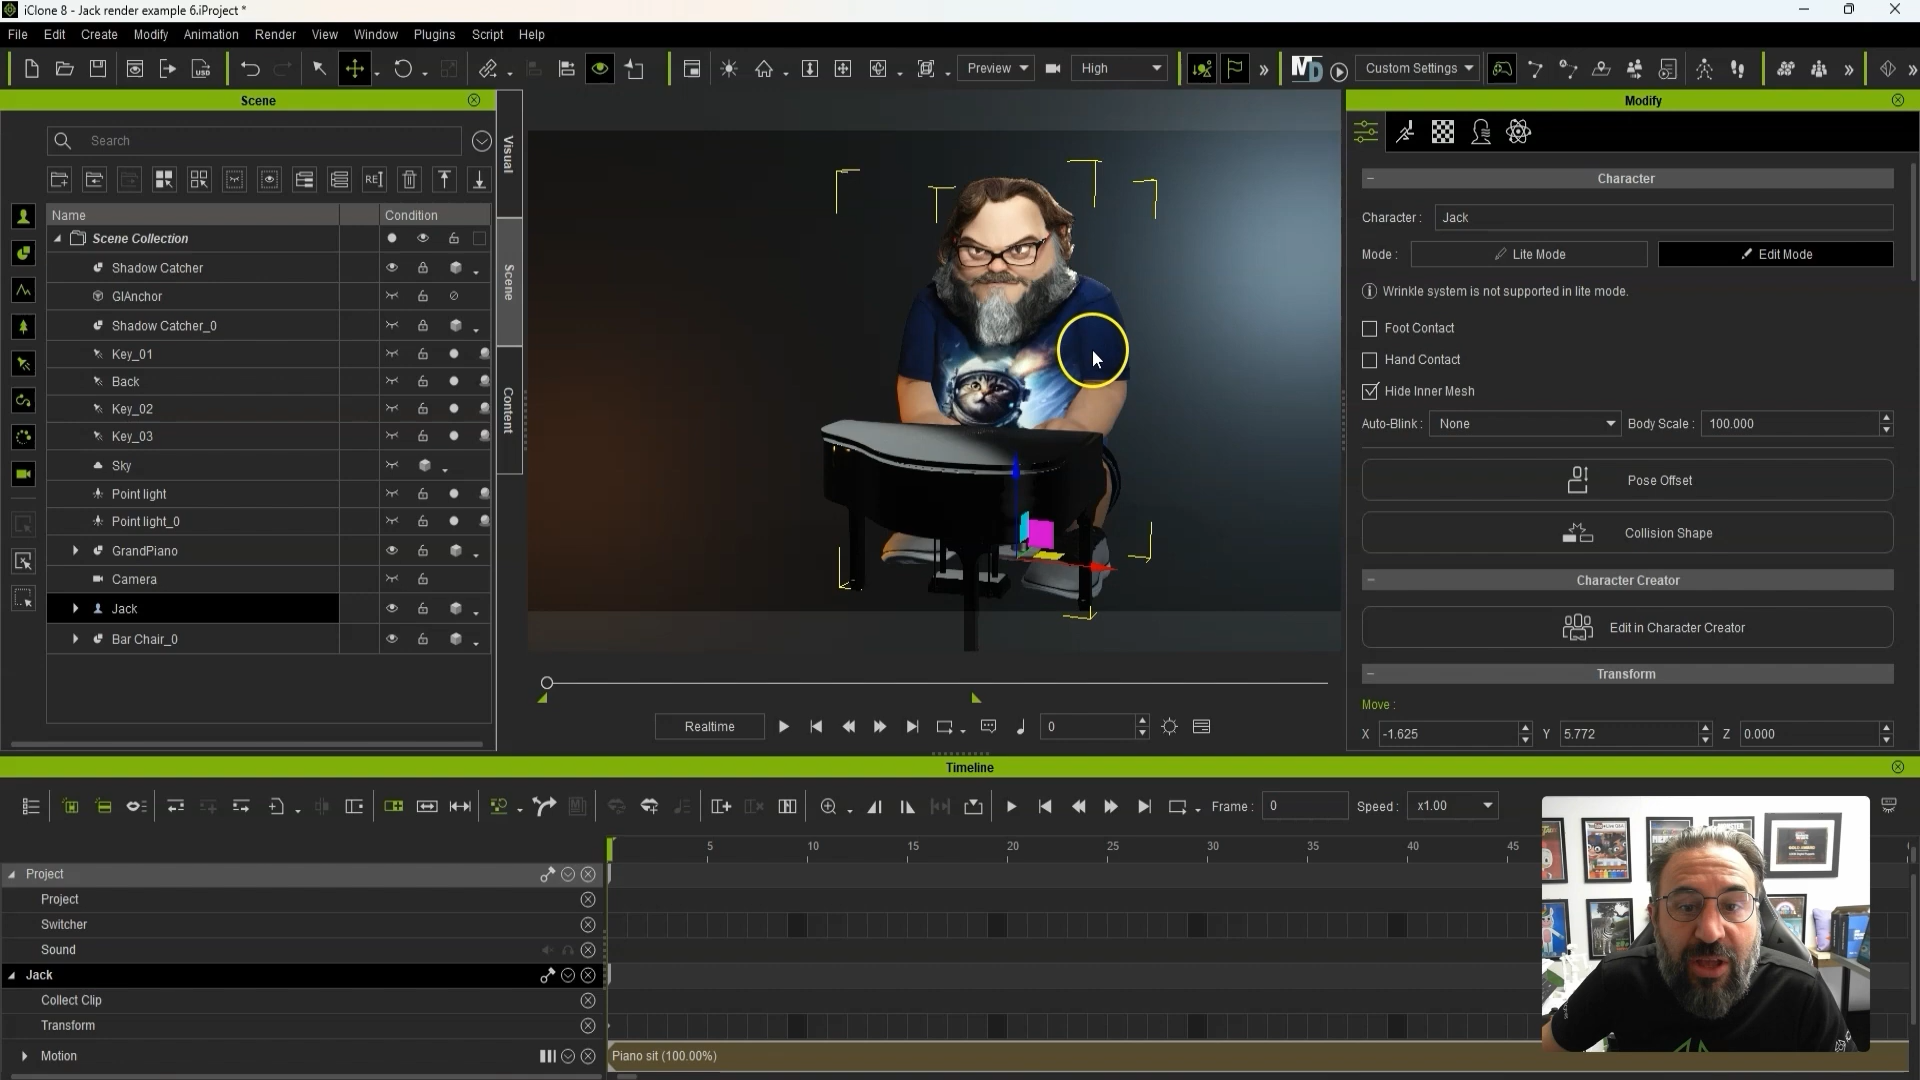 iClone 8 - Jack render example 6.iProject *
File Edit Create Modify Animation Render View Window Plugins Script Help
Preview High Custom Settings
Scene
Search
Name Condition
Scene Collection
Shadow Catcher
GIAnchor
Shadow Catcher_0
Key_01
Back
Key_02
Key_03
Sky
Point light
Point light_0
GrandPiano
Camera
Jack
Bar Chair_0
Visual
Scene
Content
Realtime 0
Modify
Character
Character : Jack
Mode : Lite Mode Edit Mode
Wrinkle system is not supported in lite mode.
Foot Contact
Hand Contact
Hide Inner Mesh
Auto-Blink : None Body Scale : 100.000
Pose Offset
Collision Shape
Character Creator
Edit in Character Creator
Transform
Move :
X -1.625 Y 5.772 Z 0.000
Timeline
Frame : 0 Speed : x1.00
5 10 15 20 25 30 35 40 45
Project
Project
Switcher
Sound
Jack
Collect Clip
Transform
Motion
Piano sit (100.00%)